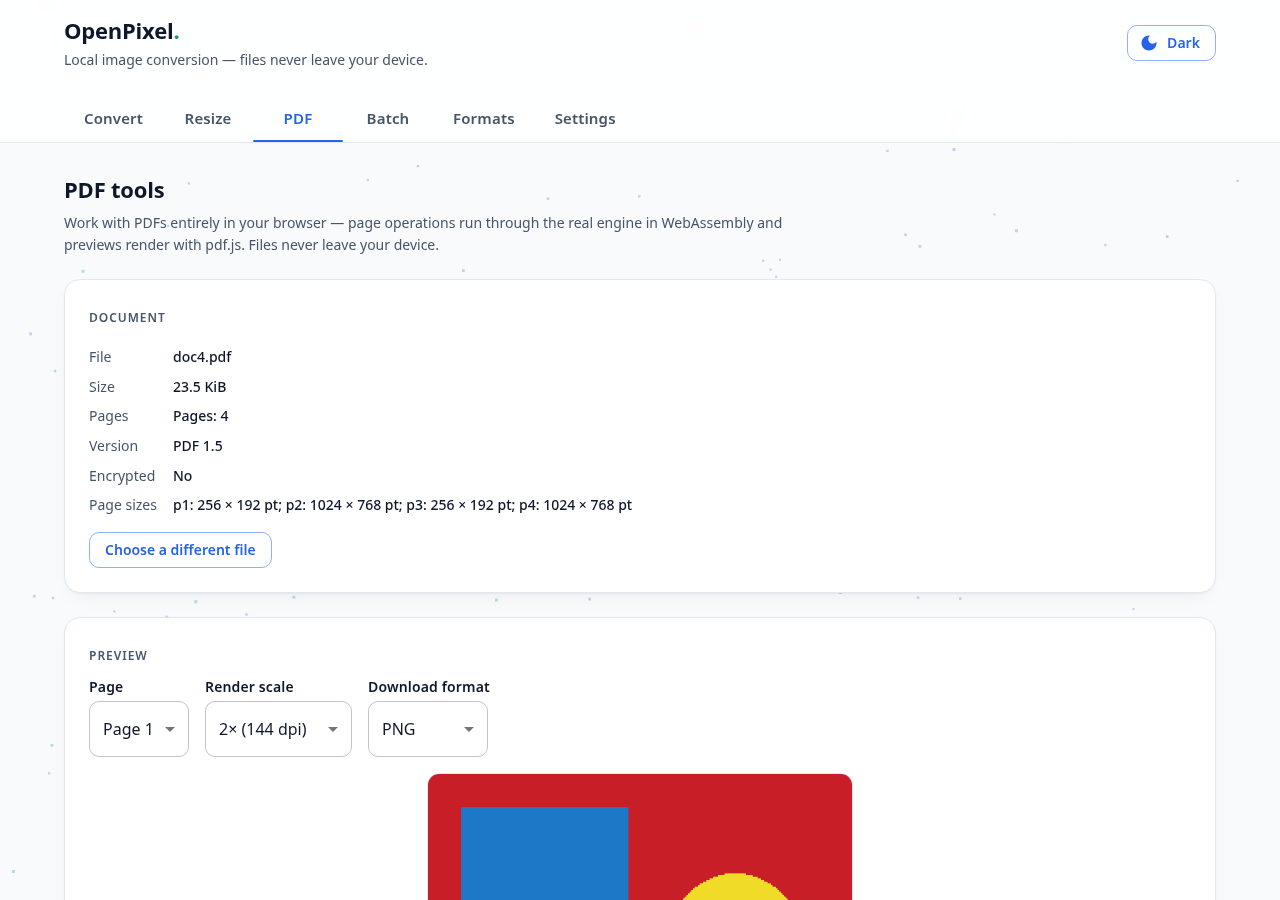 OpenPixel.
Local image conversion — files never leave your device.
Dark
Convert Resize PDF Batch Formats Settings
PDF tools
Work with PDFs entirely in your browser — page operations run through the real engine in WebAssembly and
previews render with pdf.js. Files never leave your device.
DOCUMENT
File doc4.pdf
Size 23.5 KiB
Pages Pages: 4
Version PDF 1.5
Encrypted No
Page sizes p1: 256 × 192 pt; p2: 1024 × 768 pt; p3: 256 × 192 pt; p4: 1024 × 768 pt
Choose a different file
PREVIEW
Page Render scale Download format
Page 1 2× (144 dpi) PNG